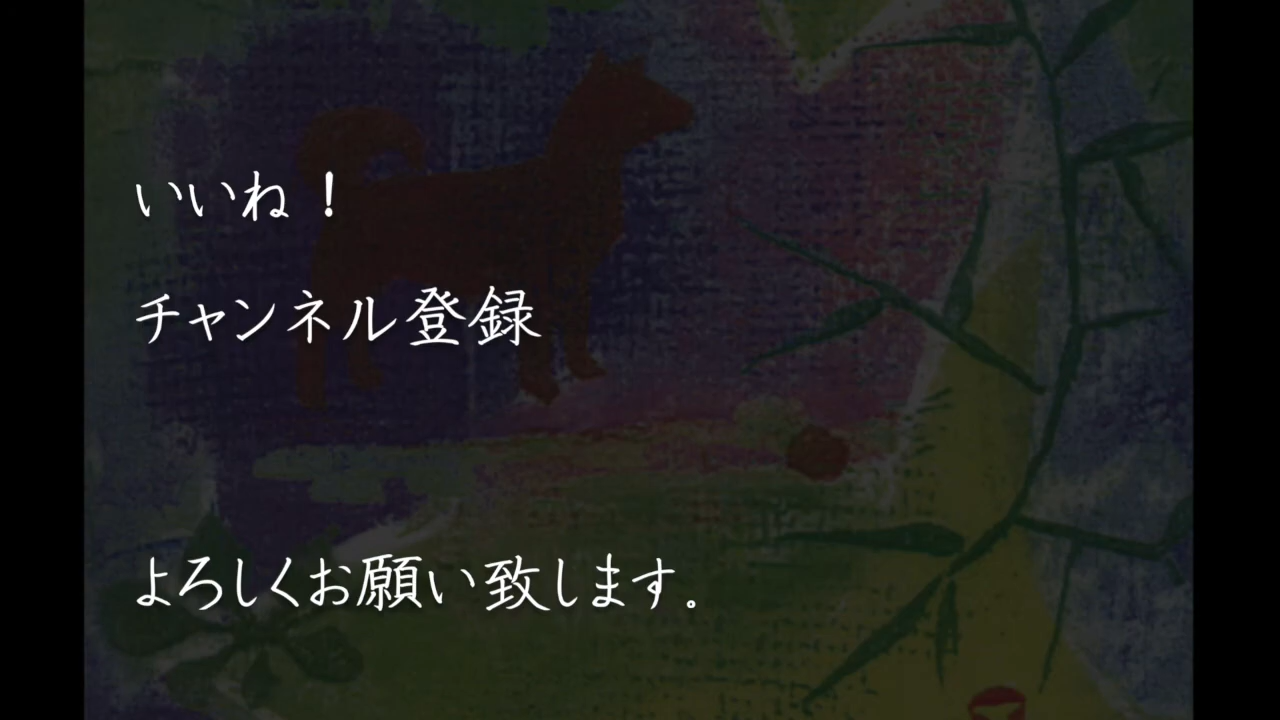 いいね！
チャンネル登録
よろしくお願い致します。